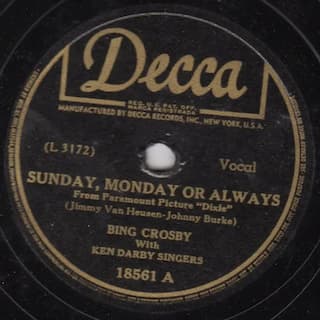 Decca
REG. U.S. PAT. OFF.
MARCA REGISTRADA
MANUFACTURED BY DECCA RECORDS, INC., NEW YORK, U.S.A.
(L 3172)
Vocal
SUNDAY, MONDAY OR ALWAYS
From Paramount Picture "Dixie"
(Jimmy Van Heusen-Johnny Burke)
BING CROSBY
With
KEN DARBY SINGERS
18561 A